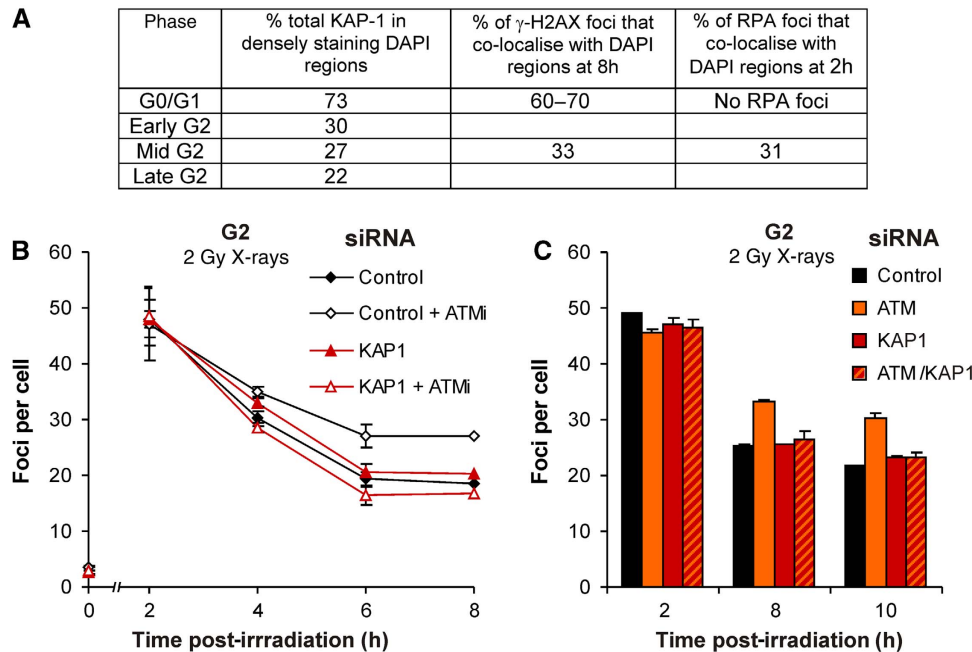 A
Phase
% total KAP-1 in
densely staining DAPI
regions
% of γ-H2AX foci that
co-localise with DAPI
regions at 8h
% of RPA foci that
co-localise with
DAPI regions at 2h
G0/G1 73 60–70 No RPA foci
Early G2 30
Mid G2 27 33 31
Late G2 22
B
G2
2 Gy X-rays
siRNA
Control
Control + ATMi
KAP1
KAP1 + ATMi
Foci per cell
60
50
40
30
20
10
0
0 2 4 6 8
Time post-irrradiation (h)
C
G2
2 Gy X-rays
siRNA
Control
ATM
KAP1
ATM/KAP1
Foci per cell
60
50
40
30
20
10
0
2 8 10
Time post-irradiation (h)